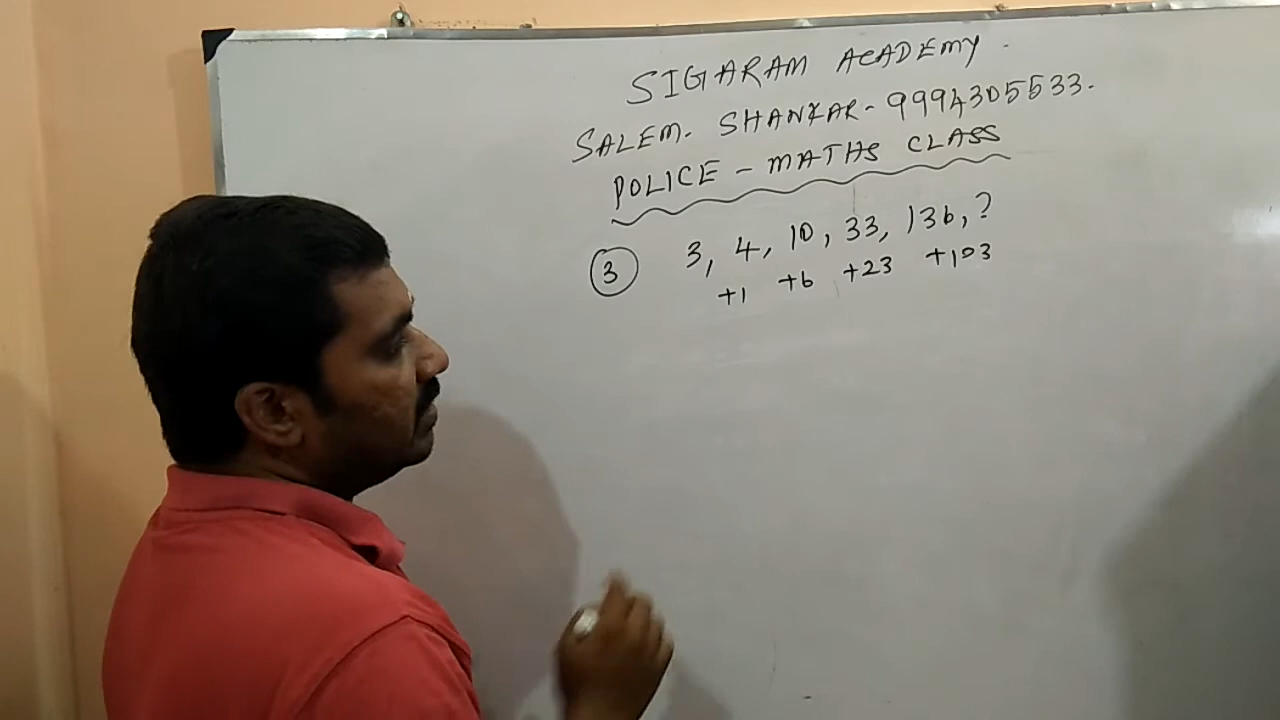 SIGARAM ACADEMY.
SALEM. SHANKAR - 9994305533.
POLICE - MATHS CLASS
3 3, 4, 10, 33, 136, ?
+1 +6 +23 +103